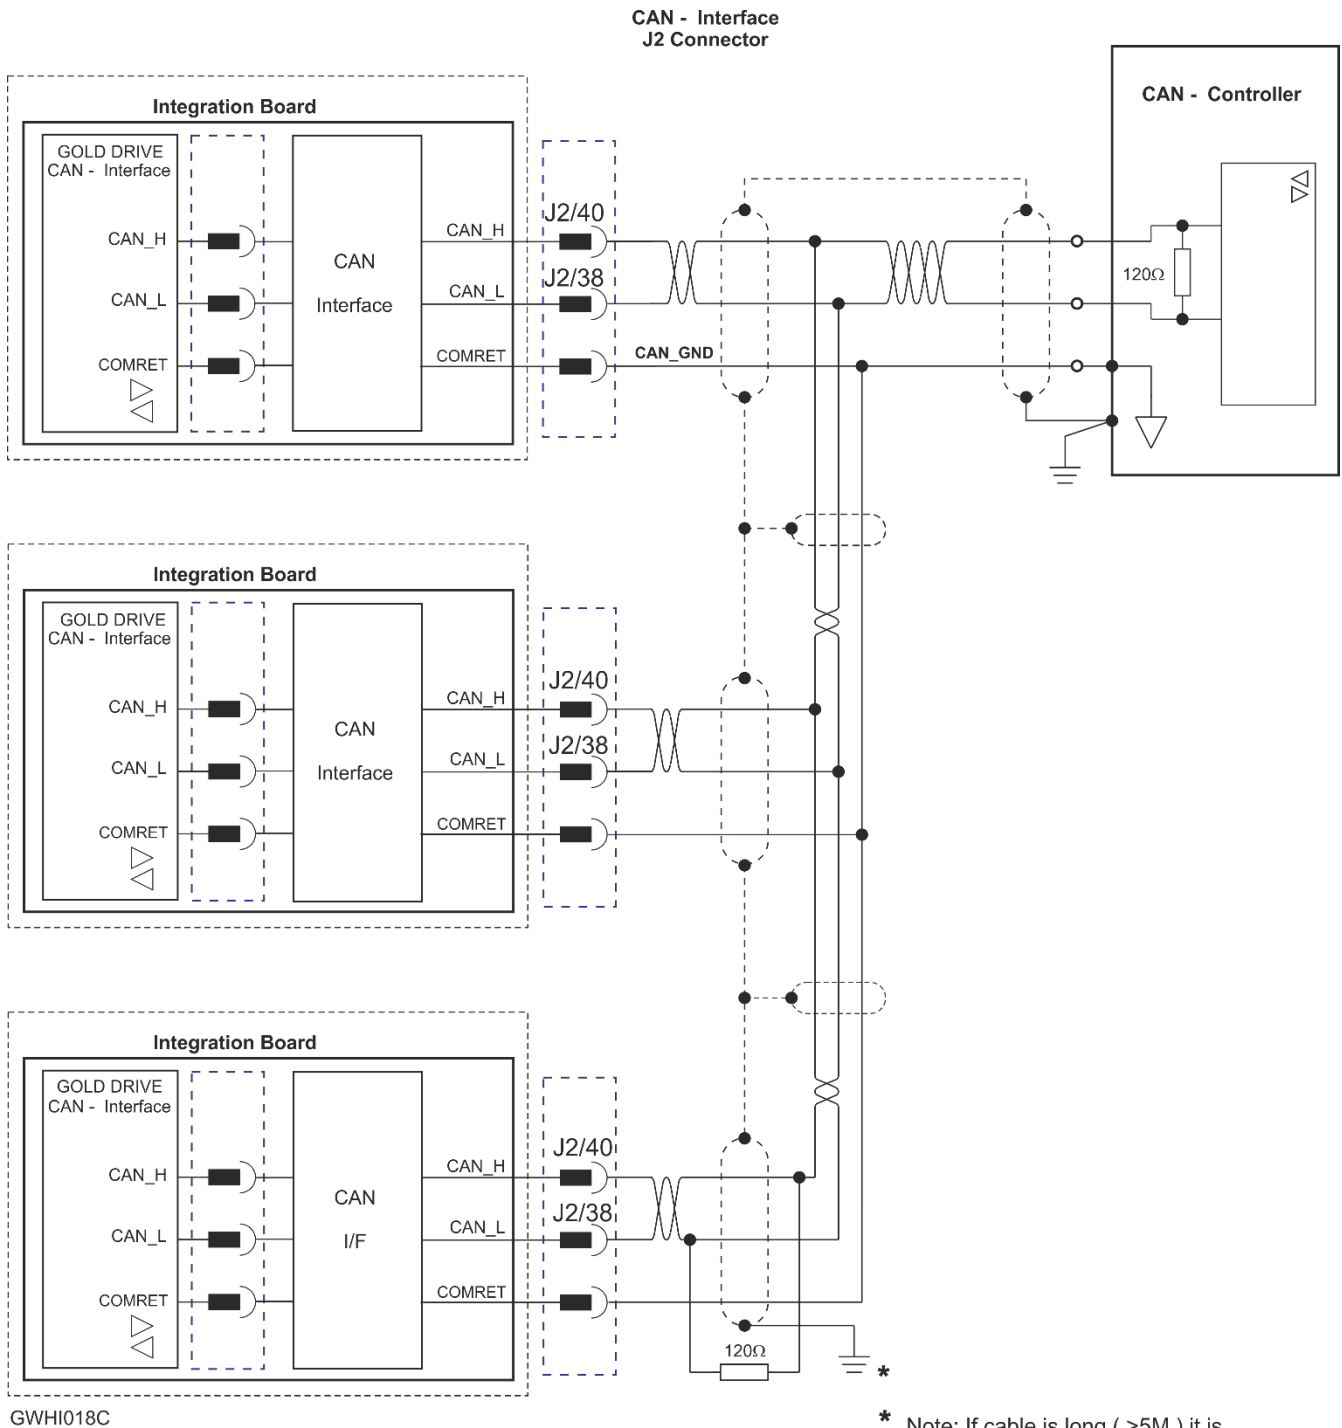 CAN - Interface
J2 Connector
CAN - Controller
120Ω
Integration Board
GOLD DRIVE
CAN - Interface
CAN_H
CAN_L
COMRET
CAN
Interface
CAN_H
CAN_L
COMRET
J2/40
J2/38
CAN_GND
Integration Board
GOLD DRIVE
CAN - Interface
CAN_H
CAN_L
COMRET
CAN
Interface
CAN_H
CAN_L
COMRET
J2/40
J2/38
Integration Board
GOLD DRIVE
CAN - Interface
CAN_H
CAN_L
COMRET
CAN
I/F
CAN_H
CAN_L
COMRET
J2/40
J2/38
120Ω
*
GWHI018C
* Note: If cable is long ( >5M ) it is